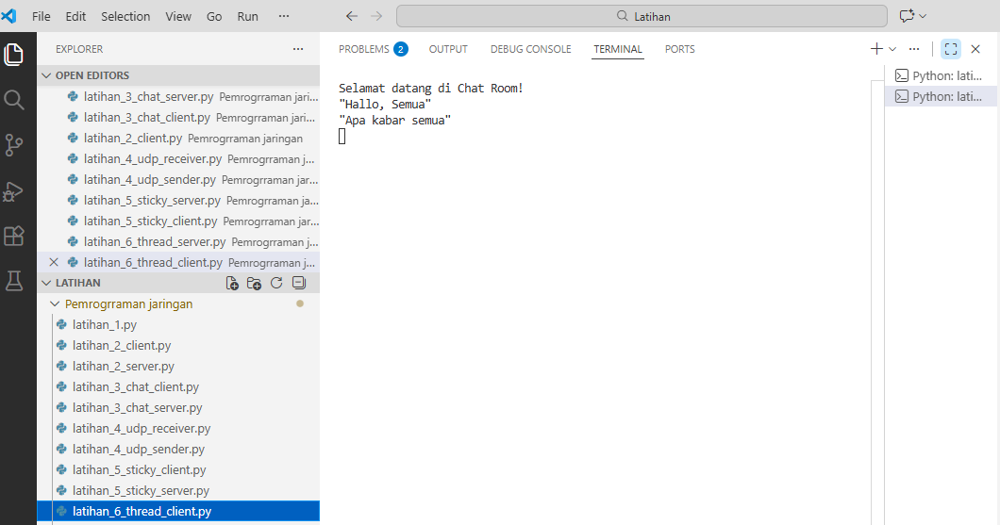 File Edit Selection View Go Run ··· Latihan
EXPLORER ···
OPEN EDITORS
latihan_3_chat_server.py Pemrogrraman jari...
latihan_3_chat_client.py Pemrogrraman jari...
latihan_2_client.py Pemrogrraman jaringan
latihan_4_udp_receiver.py Pemrogrraman j...
latihan_4_udp_sender.py Pemrogrraman jar...
latihan_5_sticky_server.py Pemrogrraman ja...
latihan_5_sticky_client.py Pemrogrraman jar...
latihan_6_thread_server.py Pemrogrraman j...
latihan_6_thread_client.py Pemrogrraman j...
LATIHAN
Pemrogrraman jaringan
latihan_1.py
latihan_2_client.py
latihan_2_server.py
latihan_3_chat_client.py
latihan_3_chat_server.py
latihan_4_udp_receiver.py
latihan_4_udp_sender.py
latihan_5_sticky_client.py
latihan_5_sticky_server.py
latihan_6_thread_client.py
PROBLEMS 2 OUTPUT DEBUG CONSOLE TERMINAL PORTS ···
Selamat datang di Chat Room!
"Hallo, Semua"
"Apa kabar semua"
Python: lati...
Python: lati...